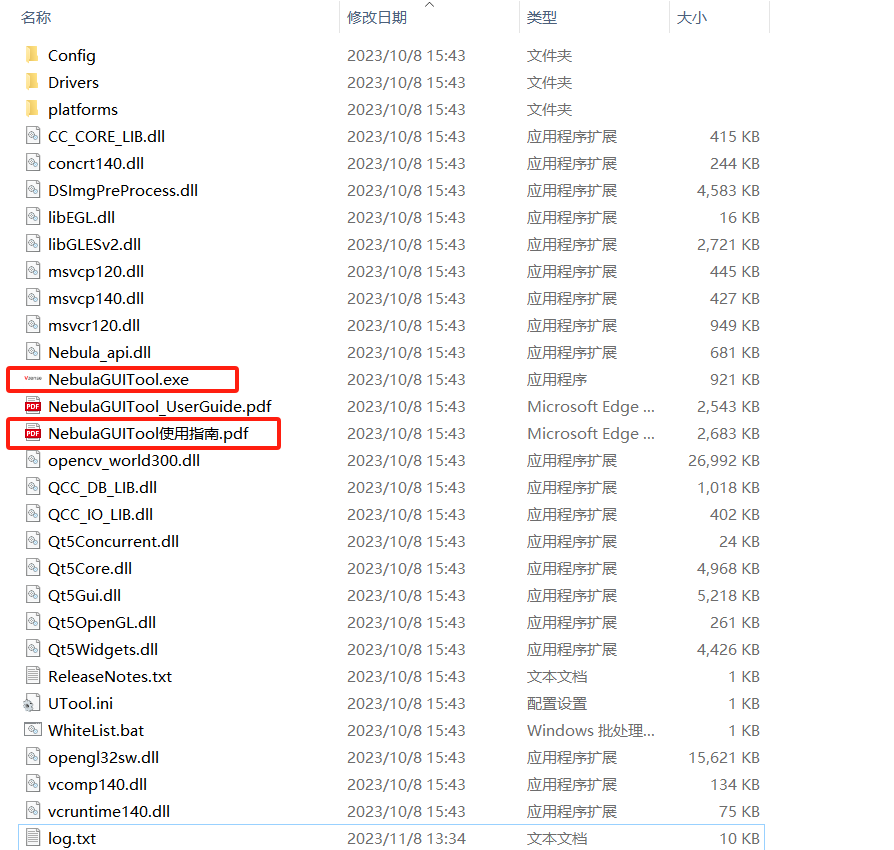 名称 修改日期 类型 大小
Config 2023/10/8 15:43 文件夹
Drivers 2023/10/8 15:43 文件夹
platforms 2023/10/8 15:43 文件夹
CC_CORE_LIB.dll 2023/10/8 15:43 应用程序扩展 415 KB
concrt140.dll 2023/10/8 15:43 应用程序扩展 244 KB
DSImgPreProcess.dll 2023/10/8 15:43 应用程序扩展 4,583 KB
libEGL.dll 2023/10/8 15:43 应用程序扩展 16 KB
libGLESv2.dll 2023/10/8 15:43 应用程序扩展 2,721 KB
msvcp120.dll 2023/10/8 15:43 应用程序扩展 445 KB
msvcp140.dll 2023/10/8 15:43 应用程序扩展 427 KB
msvcr120.dll 2023/10/8 15:43 应用程序扩展 949 KB
Nebula_api.dll 2023/10/8 15:43 应用程序扩展 681 KB
NebulaGUITool.exe 2023/10/8 15:43 应用程序 921 KB
PDF NebulaGUITool_UserGuide.pdf 2023/10/8 15:43 Microsoft Edge ... 2,543 KB
PDF NebulaGUITool使用指南.pdf 2023/10/8 15:43 Microsoft Edge ... 2,683 KB
opencv_world300.dll 2023/10/8 15:43 应用程序扩展 26,992 KB
QCC_DB_LIB.dll 2023/10/8 15:43 应用程序扩展 1,018 KB
QCC_IO_LIB.dll 2023/10/8 15:43 应用程序扩展 402 KB
Qt5Concurrent.dll 2023/10/8 15:43 应用程序扩展 24 KB
Qt5Core.dll 2023/10/8 15:43 应用程序扩展 4,968 KB
Qt5Gui.dll 2023/10/8 15:43 应用程序扩展 5,218 KB
Qt5OpenGL.dll 2023/10/8 15:43 应用程序扩展 261 KB
Qt5Widgets.dll 2023/10/8 15:43 应用程序扩展 4,426 KB
ReleaseNotes.txt 2023/10/8 15:43 文本文档 1 KB
UTool.ini 2023/10/8 15:43 配置设置 1 KB
WhiteList.bat 2023/10/8 15:43 Windows 批处理... 1 KB
opengl32sw.dll 2023/10/8 15:43 应用程序扩展 15,621 KB
vcomp140.dll 2023/10/8 15:43 应用程序扩展 134 KB
vcruntime140.dll 2023/10/8 15:43 应用程序扩展 75 KB
log.txt 2023/11/8 13:34 文本文档 10 KB